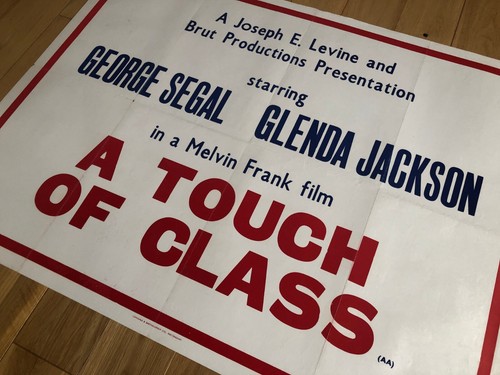 A Joseph E. Levine and
Brut Productions Presentation
starring
GEORGE SEGAL GLENDA JACKSON
in a Melvin Frank film
A TOUCH
OF CLASS
(AA)